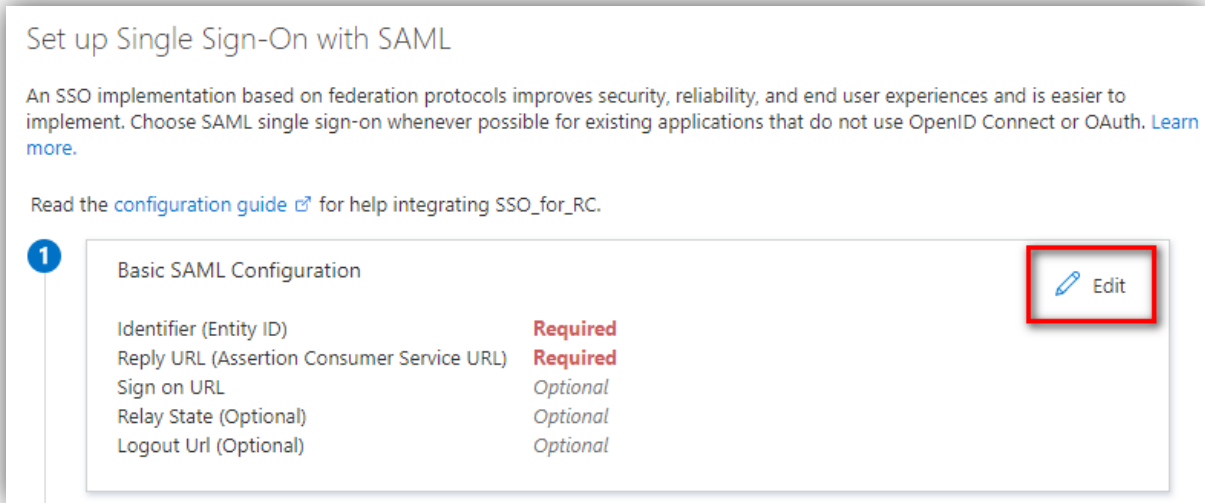 Set up Single Sign-On with SAML
An SSO implementation based on federation protocols improves security, reliability, and end user experiences and is easier to
implement. Choose SAML single sign-on whenever possible for existing applications that do not use OpenID Connect or OAuth. Learn
more.
Read the configuration guide for help integrating SSO_for_RC.
1
Basic SAML Configuration
Edit
Identifier (Entity ID) Required
Reply URL (Assertion Consumer Service URL) Required
Sign on URL Optional
Relay State (Optional) Optional
Logout Url (Optional) Optional